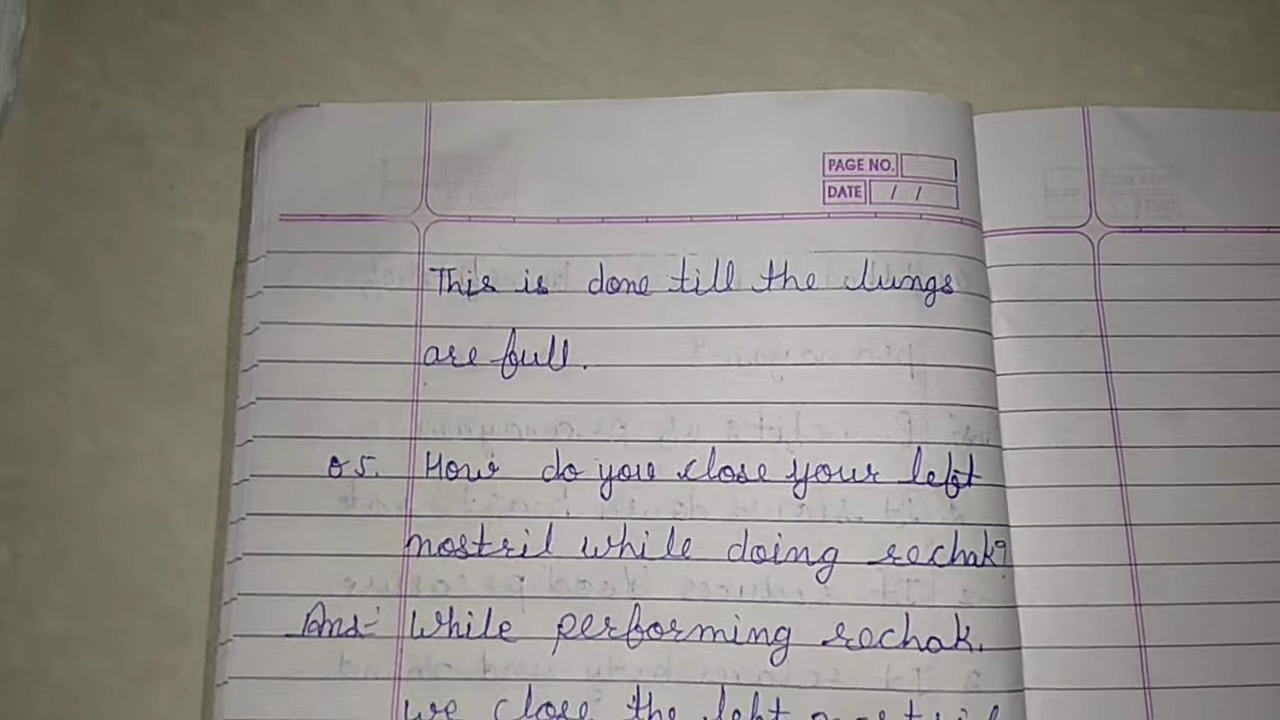 PAGE NO.
DATE / /
This is done till the lungs
are full.
Q5. How do you close your left
nostril while doing rechak?
Ans- While performing rechak.
we close the left nostril